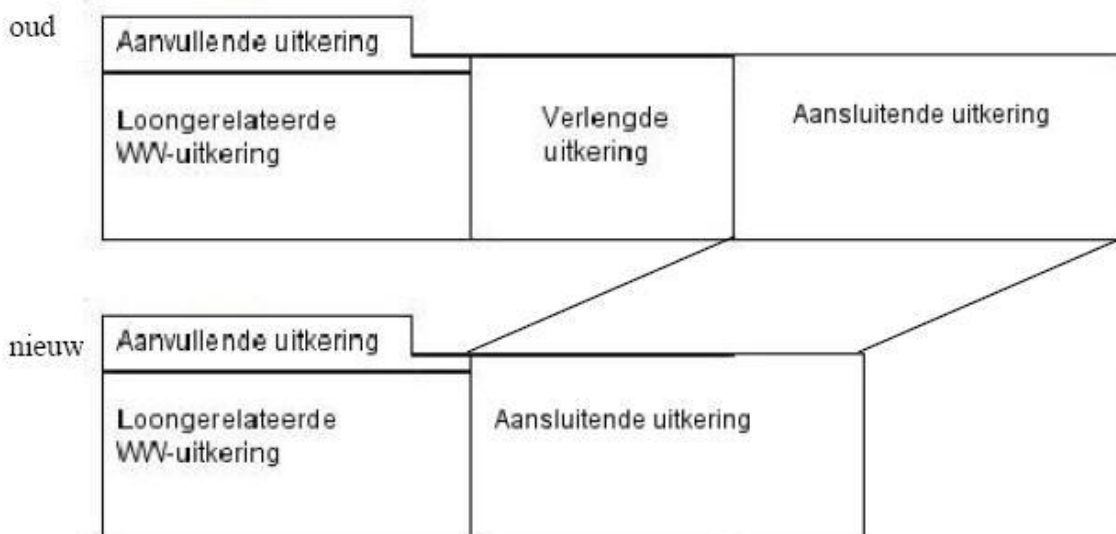 oud
Aanvullende uitkering
Loongerelateerde
WW-uitkering
Verlengde
uitkering
Aansluitende uitkering
nieuw
Aanvullende uitkering
Loongerelateerde
WW-uitkering
Aansluitende uitkering